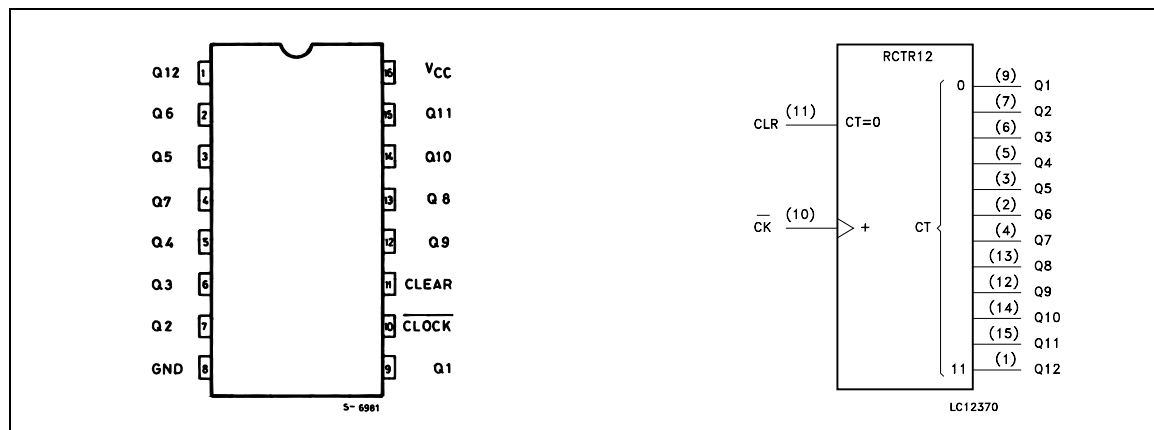 Q12 1 16 VCC
Q6 2 15 Q11
Q5 3 14 Q10
Q7 4 13 Q8
Q4 5 12 Q9
Q3 6 11 CLEAR
Q2 7 10 CLOCK
GND 8 9 Q1
S-6981
RCTR12
0 (9) Q1
(7) Q2
CLR (11) CT=0
(6) Q3
(5) Q4
(3) Q5
(2) Q6
CK (10) + CT
(4) Q7
(13) Q8
(12) Q9
(14) Q10
(15) Q11
11 (1) Q12
LC12370